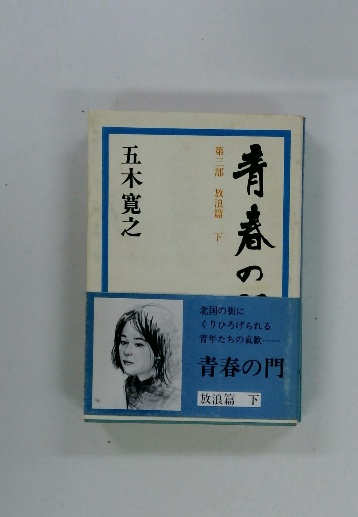 青春の門
第三部 放浪篇 下
五木寛之
北国の街に
くりひろげられる
青年たちの哀歓……
青春の門
放浪篇 下